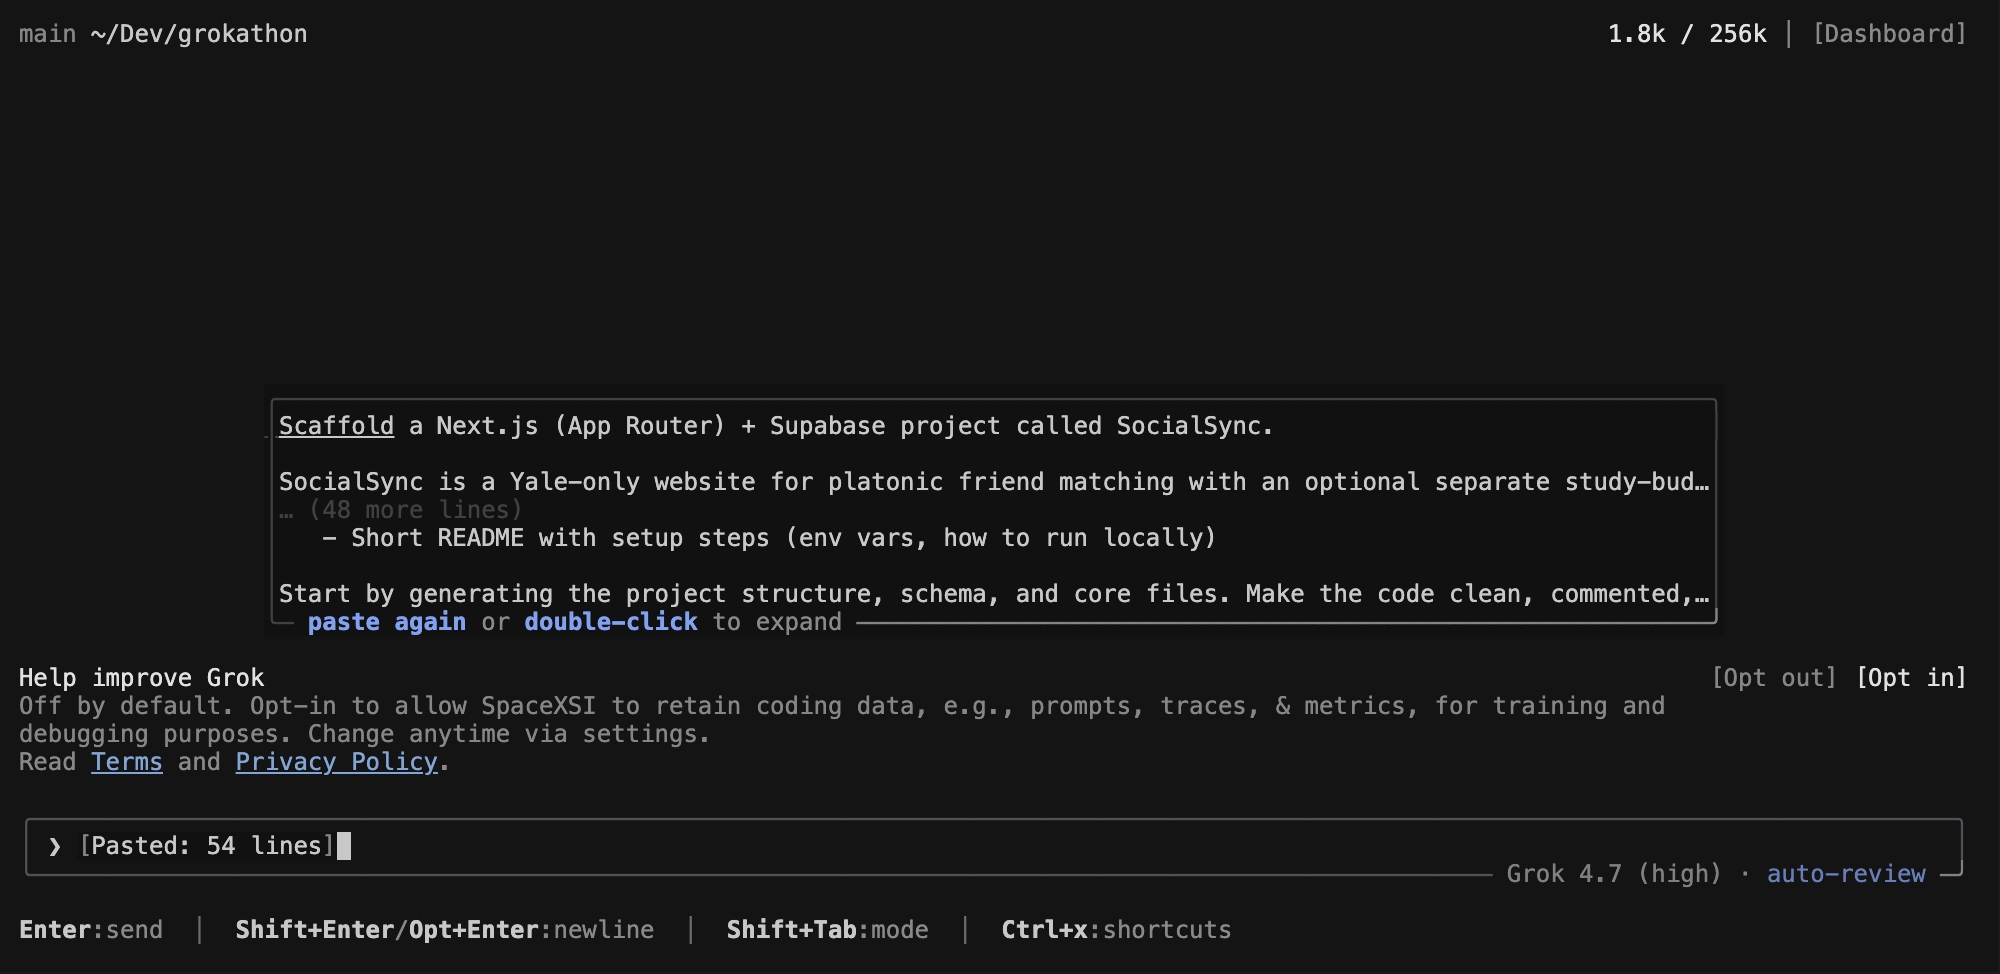 main ~/Dev/grokathon 1.8k / 256k │ [Dashboard]
Scaffold a Next.js (App Router) + Supabase project called SocialSync.
SocialSync is a Yale-only website for platonic friend matching with an optional separate study-bud…
… (48 more lines)
- Short README with setup steps (env vars, how to run locally)
Start by generating the project structure, schema, and core files. Make the code clean, commented,…
paste again or double-click to expand
Help improve Grok [Opt out] [Opt in]
Off by default. Opt-in to allow SpaceXSI to retain coding data, e.g., prompts, traces, & metrics, for training and
debugging purposes. Change anytime via settings.
Read Terms and Privacy Policy.
❯ [Pasted: 54 lines]
Grok 4.7 (high) · auto-review
Enter:send │ Shift+Enter/Opt+Enter:newline │ Shift+Tab:mode │ Ctrl+x:shortcuts